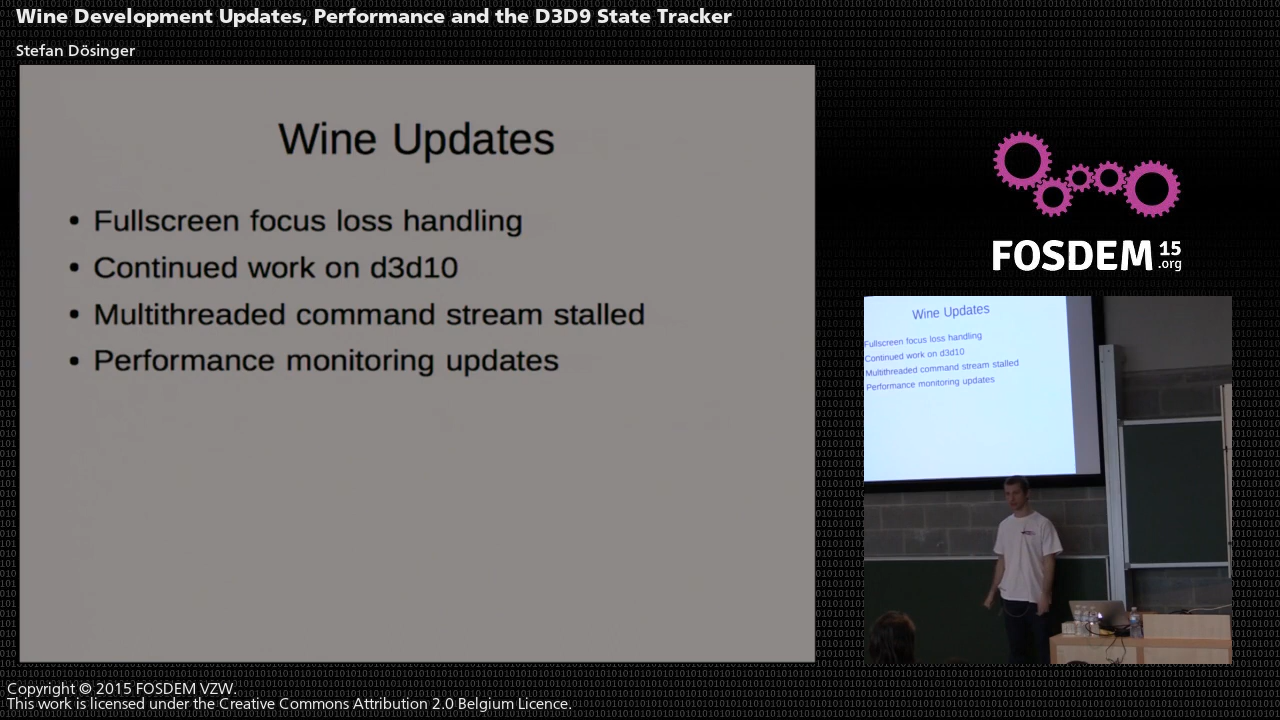 Wine Development Updates, Performance and the D3D9 State Tracker
Stefan Dösinger
Wine Updates
• Fullscreen focus loss handling
• Continued work on d3d10
• Multithreaded command stream stalled
• Performance monitoring updates
FOSDEM 15
.org
Wine Updates
Fullscreen focus loss handling
Continued work on d3d10
Multithreaded command stream stalled
Performance monitoring updates
Copyright © 2015 FOSDEM VZW.
This work is licensed under the Creative Commons Attribution 2.0 Belgium Licence.